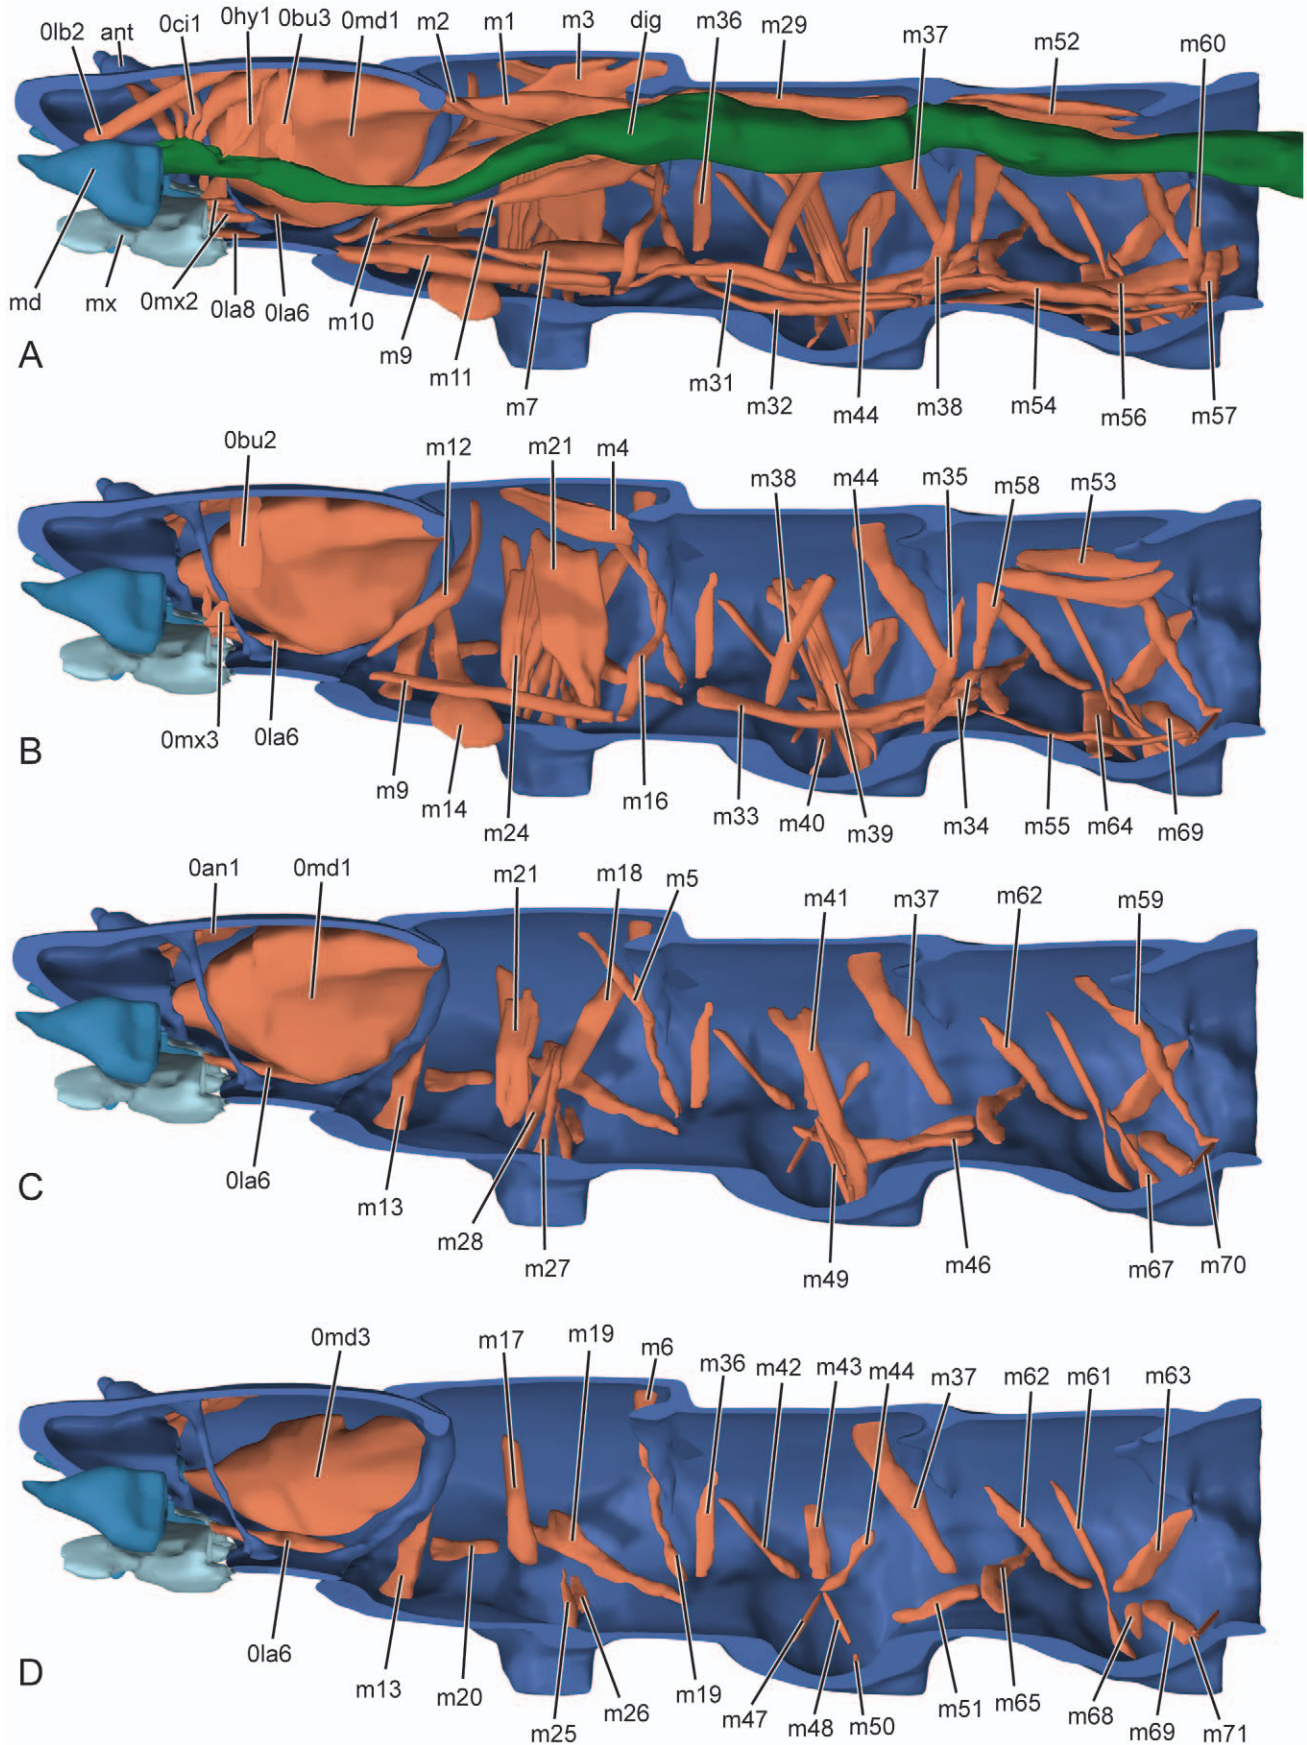 0lb2 ant 0ci1 0hy1 0bu3 0md1 m2 m1 m3 dig m36 m29 m37 m52 m60
md mx 0mx2 0la8 0la6 m10 m9 m11 m7 m31 m32 m44 m38 m54 m56 m57
A
0bu2 m12 m21 m4 m38 m44 m35 m58 m53
0mx3 0la6 m9 m14 m24 m16 m33 m40 m39 m34 m55 m64 m69
B
0an1 0md1 m21 m18 m5 m41 m37 m62 m59
0la6 m13 m28 m27 m49 m46 m67 m70
C
0md3 m17 m19 m6 m36 m42 m43 m44 m37 m62 m61 m63
0la6 m13 m20 m25 m26 m19 m47 m48 m50 m51 m65 m68 m69 m71
D